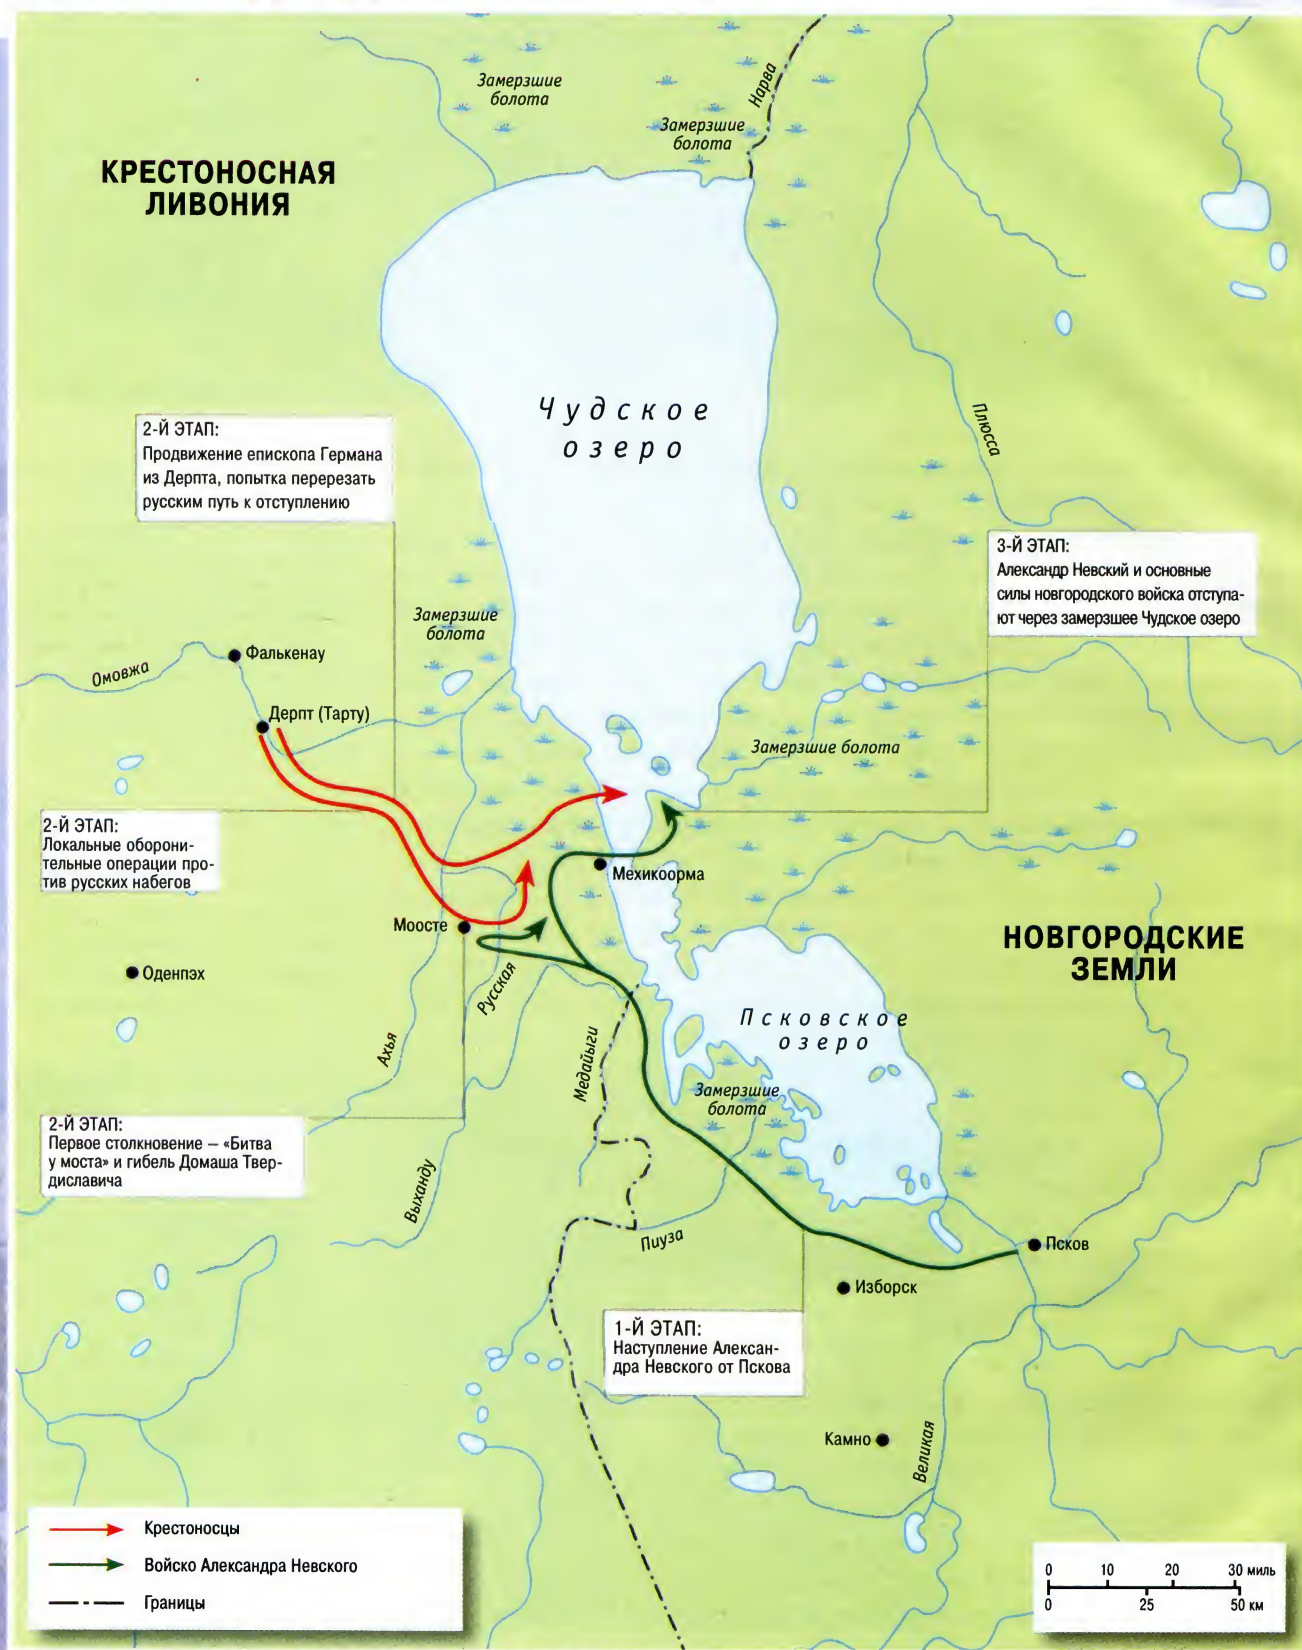 Замерзшие
болота
Нарва
Замерзшие
болота
КРЕСТОНОСНАЯ
ЛИВОНИЯ
Чудское
озеро
Плюсса
2-Й ЭТАП:
Продвижение епископа Германа
из Дерпта, попытка перерезать
русским путь к отступлению
3-Й ЭТАП:
Александр Невский и основные
силы новгородского войска отступа-
ют через замерзшее Чудское озеро
Замерзшие
болота
Омовжа
Фалькенау
Дерпт (Тарту)
Замерзшие болота
2-Й ЭТАП:
Локальные оборони-
тельные операции про-
тив русских набегов
Мехикоорма
Моосте
НОВГОРОДСКИЕ
ЗЕМЛИ
Оденпэх
Русская
Псковское
озеро
Ахья
Медайыги
Замерзшие
болота
2-Й ЭТАП:
Первое столкновение – «Битва
у моста» и гибель Домаша Твер-
диславича
Выханду
Пиуза
Псков
Изборск
1-Й ЭТАП:
Наступление Алексан-
дра Невского от Пскова
Камно
Великая
Крестоносцы
Войско Александра Невского
Границы
0 10 20 30 миль
0 25 50 км